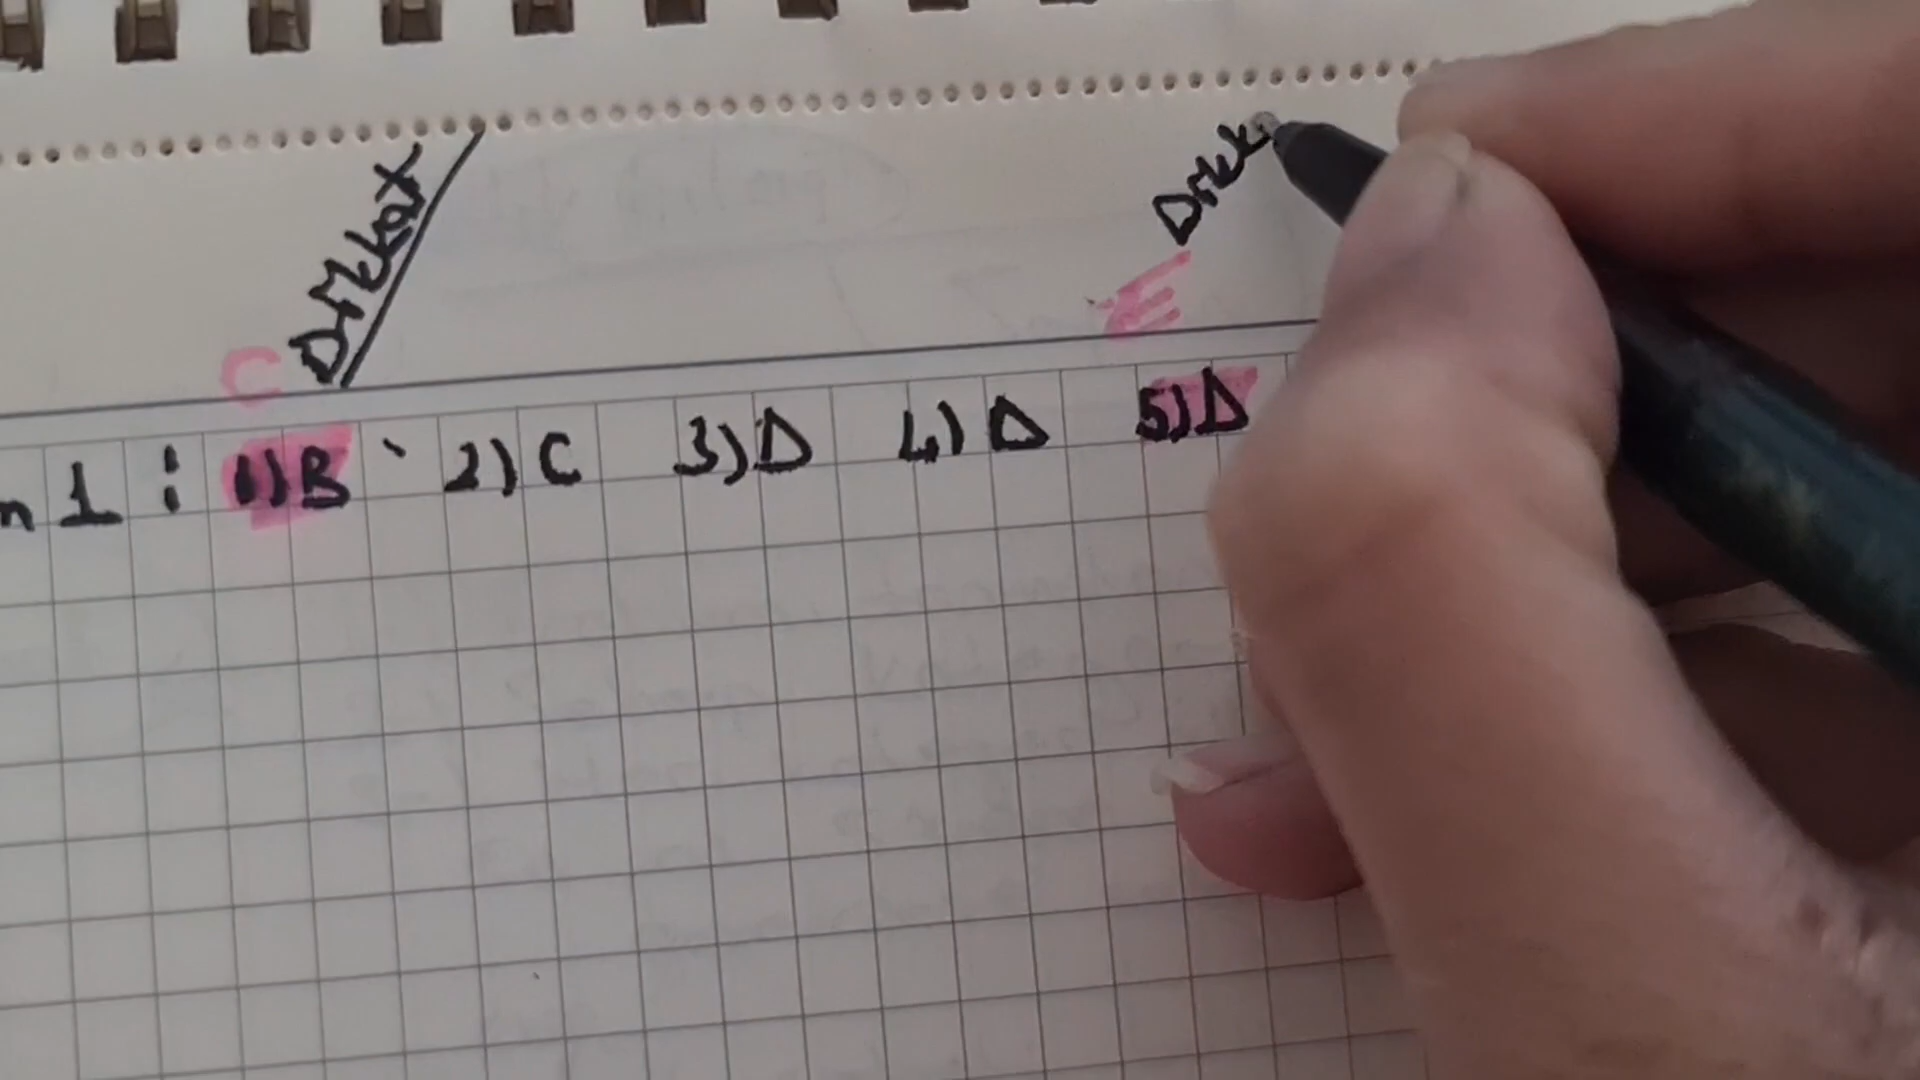 Dikkat
Dikk
C
E
n 1 : 1) B 2) C 3) D 4) D 5) D